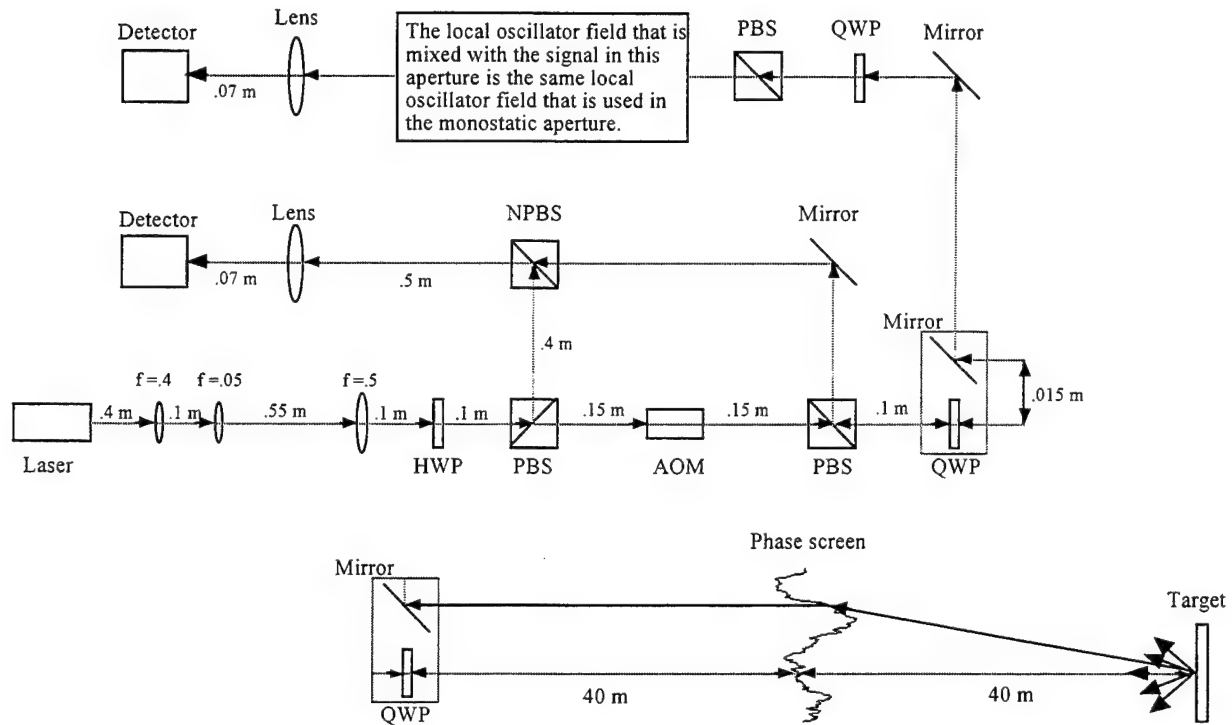 Detector
Lens
The local oscillator field that is
mixed with the signal in this
aperture is the same local
oscillator field that is used in
the monostatic aperture.
PBS
QWP
Mirror
.07 m
Detector
Lens
NPBS
Mirror
.07 m
.5 m
.4 m
Mirror
.015 m
f=.4
f=.05
f=.5
.4 m
.1 m
.55m
.1 m
.1 m
.15m
.15m
.1 m
Laser
HWP
PBS
AOM
PBS
QWP
Phase screen
Mirror
Target
40 m
40 m
QWP